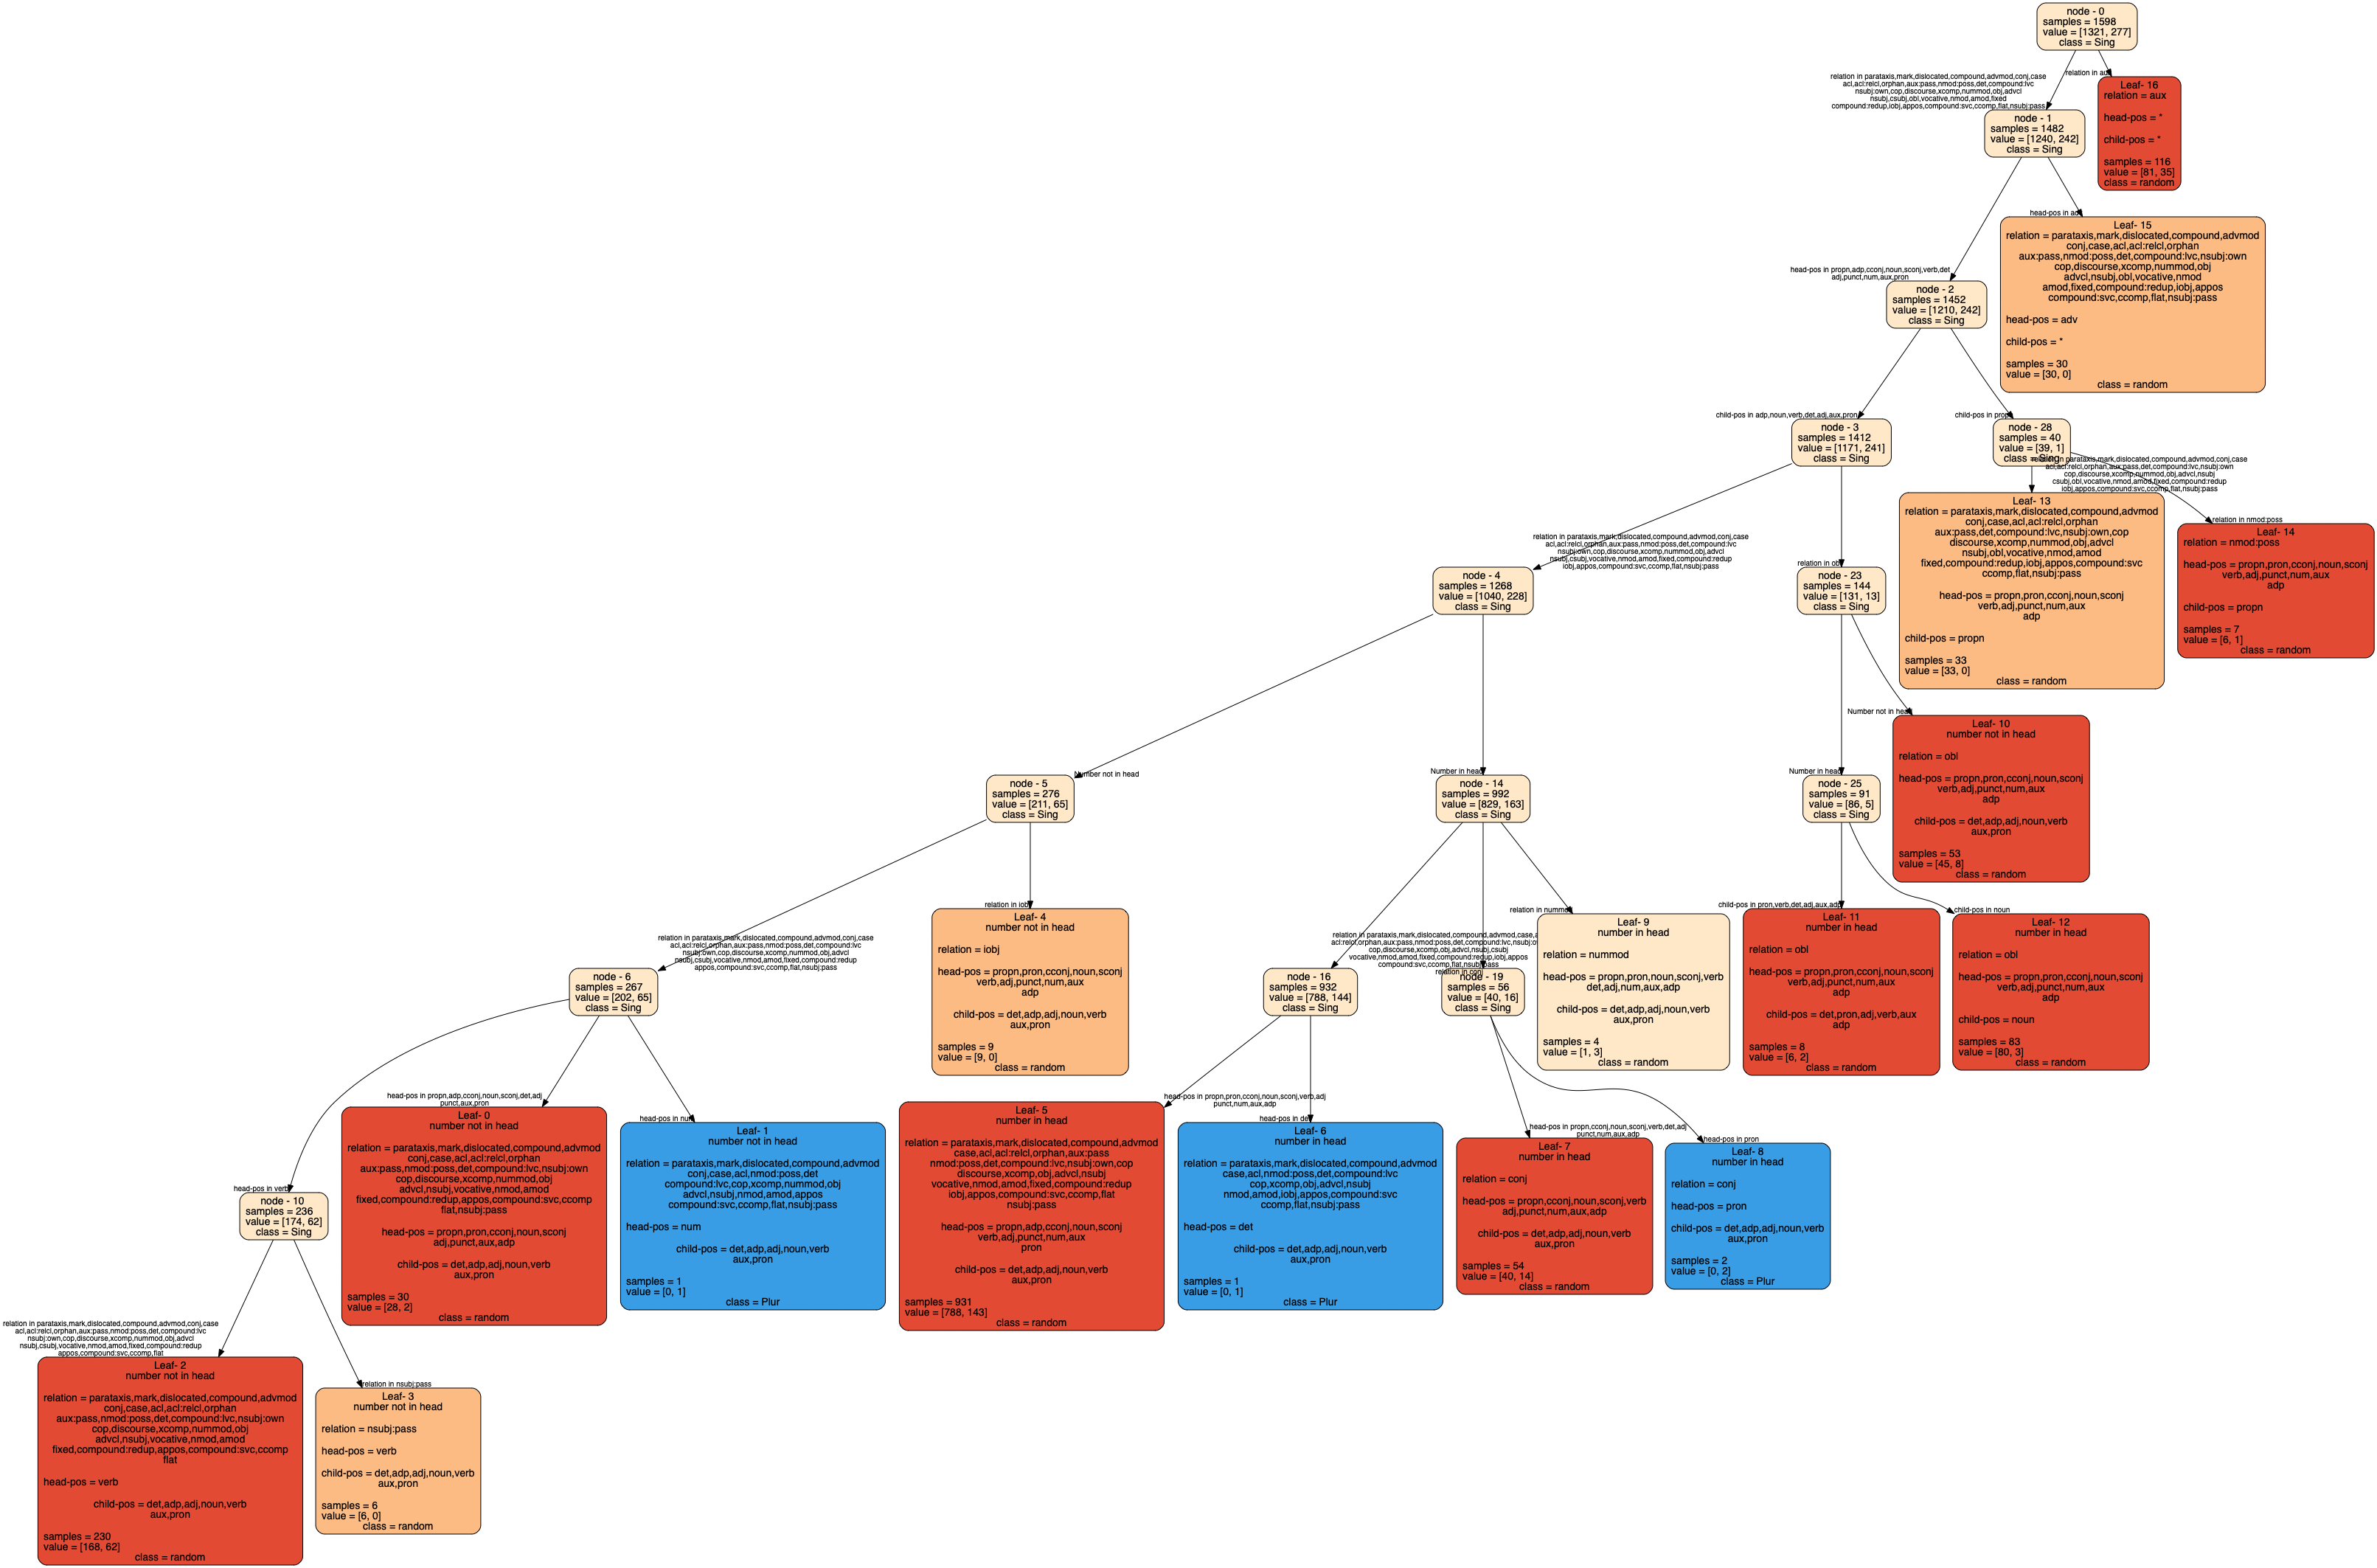 node - 0
samples = 1598
value = [1321, 277]
class = Sing
relation in parataxis,mark,dislocated,compound,advmod,conj,case
acl,acl:relcl,orphan,aux:pass,nmod:poss,det,compound:lvc
nsubj:own,cop,discourse,xcomp,nummod,obj,advcl
nsubj,csubj,obl,vocative,nmod,amod,fixed
compound:redup,iobj,appos,compound:svc,ccomp,flat,nsubj:pass
relation in
Leaf- 16
relation = aux
head-pos = *
child-pos = *
samples = 116
value = [81, 35]
class = random
node - 1
samples = 1482
value = [1240, 242]
class = Sing
head-pos in
Leaf- 15
relation = parataxis,mark,dislocated,compound,advmod
conj,case,acl,acl:relcl,orphan
aux:pass,nmod:poss,det,compound:lvc,nsubj:own
cop,discourse,xcomp,nummod,obj
advcl,nsubj,obl,vocative,nmod
amod,fixed,compound:redup,iobj,appos
compound:svc,ccomp,flat,nsubj:pass
head-pos = adv
child-pos = *
samples = 30
value = [30, 0]
class = random
head-pos in propn,adp,cconj,noun,sconj,verb,det
adj,punct,num,aux,pron
node - 2
samples = 1452
value = [1210, 242]
class = Sing
child-pos in adp,noun,verb,det,adj,aux,pron
node - 3
samples = 1412
value = [1171, 241]
class = Sing
child-pos in
node - 28
samples = 40
value = [39, 1]
class = Sing
relation in parataxis,mark,dislocated,compound,advmod,conj,case
acl,acl:relcl,orphan,aux:pass,det,compound:lvc,nsubj:own
cop,discourse,xcomp,nummod,obj,advcl,nsubj
csubj,obl,vocative,nmod,amod,fixed,compound:redup
iobj,appos,compound:svc,ccomp,flat,nsubj:pass
Leaf- 13
relation = parataxis,mark,dislocated,compound,advmod
conj,case,acl,acl:relcl,orphan
aux:pass,det,compound:lvc,nsubj:own,cop
discourse,xcomp,nummod,obj,advcl
nsubj,obl,vocative,nmod,amod
fixed,compound:redup,iobj,appos,compound:svc
ccomp,flat,nsubj:pass
head-pos = propn,pron,cconj,noun,sconj
verb,adj,punct,num,aux
adp
child-pos = propn
samples = 33
value = [33, 0]
class = random
relation in nmod:poss
Leaf- 14
relation = nmod:poss
head-pos = propn,pron,cconj,noun,sconj
verb,adj,punct,num,aux
adp
child-pos = propn
samples = 7
value = [6, 1]
class = random
relation in parataxis,mark,dislocated,compound,advmod,conj,case
acl,acl:relcl,orphan,aux:pass,nmod:poss,det,compound:lvc
nsubj:own,cop,discourse,xcomp,nummod,obj,advcl
nsubj,csubj,vocative,nmod,amod,fixed,compound:redup
iobj,appos,compound:svc,ccomp,flat,nsubj:pass
node - 4
samples = 1268
value = [1040, 228]
class = Sing
relation in
node - 23
samples = 144
value = [131, 13]
class = Sing
Number not in head
node - 5
samples = 276
value = [211, 65]
class = Sing
Number in head
node - 14
samples = 992
value = [829, 163]
class = Sing
Number in head
node - 25
samples = 91
value = [86, 5]
class = Sing
Number not in head
Leaf- 10
number not in head
relation = obl
head-pos = propn,pron,cconj,noun,sconj
verb,adj,punct,num,aux
adp
child-pos = det,adp,adj,noun,verb
aux,pron
samples = 53
value = [45, 8]
class = random
relation in parataxis,mark,dislocated,compound,advmod,conj,case
acl,acl:relcl,orphan,aux:pass,nmod:poss,det,compound:lvc
nsubj:own,cop,discourse,xcomp,nummod,obj,advcl
nsubj,csubj,vocative,nmod,amod,fixed,compound:redup
appos,compound:svc,ccomp,flat,nsubj:pass
node - 6
samples = 267
value = [202, 65]
class = Sing
relation in
Leaf- 4
number not in head
relation = iobj
head-pos = propn,pron,cconj,noun,sconj
verb,adj,punct,num,aux
adp
child-pos = det,adp,adj,noun,verb
aux,pron
samples = 9
value = [9, 0]
class = random
relation in parataxis,mark,dislocated,compound,advmod,case,
acl:relcl,orphan,aux:pass,nmod:poss,det,compound:lvc,
cop,discourse,xcomp,obj,advcl,nsubj,csubj
vocative,nmod,amod,fixed,compound:redup,iobj,appos
compound:svc,ccomp,flat,nsubj:pass
node - 16
samples = 932
value = [788, 144]
class = Sing
relation in conj
node - 19
samples = 56
value = [40, 16]
class = Sing
relation in nummod
Leaf- 9
number in head
relation = nummod
head-pos = propn,pron,noun,sconj,verb
det,adj,num,aux,adp
child-pos = det,adp,adj,noun,verb
aux,pron
samples = 4
value = [1, 3]
class = random
child-pos in pron,verb,det,adj,aux,adp
Leaf- 11
number in head
relation = obl
head-pos = propn,pron,cconj,noun,sconj
verb,adj,punct,num,aux
adp
child-pos = det,pron,adj,verb,aux
adp
samples = 8
value = [6, 2]
class = random
child-pos in noun
Leaf- 12
number in head
relation = obl
head-pos = propn,pron,cconj,noun,sconj
verb,adj,punct,num,aux
adp
child-pos = noun
samples = 83
value = [80, 3]
class = random
head-pos in verb
node - 10
samples = 236
value = [174, 62]
class = Sing
head-pos in propn,adp,cconj,noun,sconj,det,adj
punct,aux,pron
Leaf- 0
number not in head
relation = parataxis,mark,dislocated,compound,advmod
conj,case,acl,acl:relcl,orphan
aux:pass,nmod:poss,det,compound:lvc,nsubj:own
cop,discourse,xcomp,nummod,obj
advcl,nsubj,vocative,nmod,amod
fixed,compound:redup,appos,compound:svc,ccomp
flat,nsubj:pass
head-pos = propn,pron,cconj,noun,sconj
adj,punct,aux,adp
child-pos = det,adp,adj,noun,verb
aux,pron
samples = 30
value = [28, 2]
class = random
head-pos in num
Leaf- 1
number not in head
relation = parataxis,mark,dislocated,compound,advmod
conj,case,acl,nmod:poss,det
compound:lvc,cop,xcomp,nummod,obj
advcl,nsubj,nmod,amod,appos
compound:svc,ccomp,flat,nsubj:pass
head-pos = num
child-pos = det,adp,adj,noun,verb
aux,pron
samples = 1
value = [0, 1]
class = Plur
head-pos in propn,pron,cconj,noun,sconj,verb,adj
punct,num,aux,adp
Leaf- 5
number in head
relation = parataxis,mark,dislocated,compound,advmod
case,acl,acl:relcl,orphan,aux:pass
nmod:poss,det,compound:lvc,nsubj:own,cop
discourse,xcomp,obj,advcl,nsubj
vocative,nmod,amod,fixed,compound:redup
iobj,appos,compound:svc,ccomp,flat
nsubj:pass
head-pos = propn,adp,cconj,noun,sconj
verb,adj,punct,num,aux
pron
child-pos = det,adp,adj,noun,verb
aux,pron
samples = 931
value = [788, 143]
class = random
head-pos in det
Leaf- 6
number in head
relation = parataxis,mark,dislocated,compound,advmod
case,acl,nmod:poss,det,compound:lvc
cop,xcomp,obj,advcl,nsubj
nmod,amod,iobj,appos,compound:svc
ccomp,flat,nsubj:pass
head-pos = det
child-pos = det,adp,adj,noun,verb
aux,pron
samples = 1
value = [0, 1]
class = Plur
head-pos in propn,cconj,noun,sconj,verb,det,adj
punct,num,aux,adp
Leaf- 7
number in head
relation = conj
head-pos = propn,cconj,noun,sconj,verb
adj,punct,num,aux,adp
child-pos = det,adp,adj,noun,verb
aux,pron
samples = 54
value = [40, 14]
class = random
head-pos in pron
Leaf- 8
number in head
relation = conj
head-pos = pron
child-pos = det,adp,adj,noun,verb
aux,pron
samples = 2
value = [0, 2]
class = Plur
relation in parataxis,mark,dislocated,compound,advmod,conj,case
acl,acl:relcl,orphan,aux:pass,nmod:poss,det,compound:lvc
nsubj:own,cop,discourse,xcomp,nummod,obj,advcl
nsubj,csubj,vocative,nmod,amod,fixed,compound:redup
appos,compound:svc,ccomp,flat
Leaf- 2
number not in head
relation = parataxis,mark,dislocated,compound,advmod
conj,case,acl,acl:relcl,orphan
aux:pass,nmod:poss,det,compound:lvc,nsubj:own
cop,discourse,xcomp,nummod,obj
advcl,nsubj,vocative,nmod,amod
fixed,compound:redup,appos,compound:svc,ccomp
flat
head-pos = verb
child-pos = det,adp,adj,noun,verb
aux,pron
samples = 230
value = [168, 62]
class = random
relation in nsubj:pass
Leaf- 3
number not in head
relation = nsubj:pass
head-pos = verb
child-pos = det,adp,adj,noun,verb
aux,pron
samples = 6
value = [6, 0]
class = random